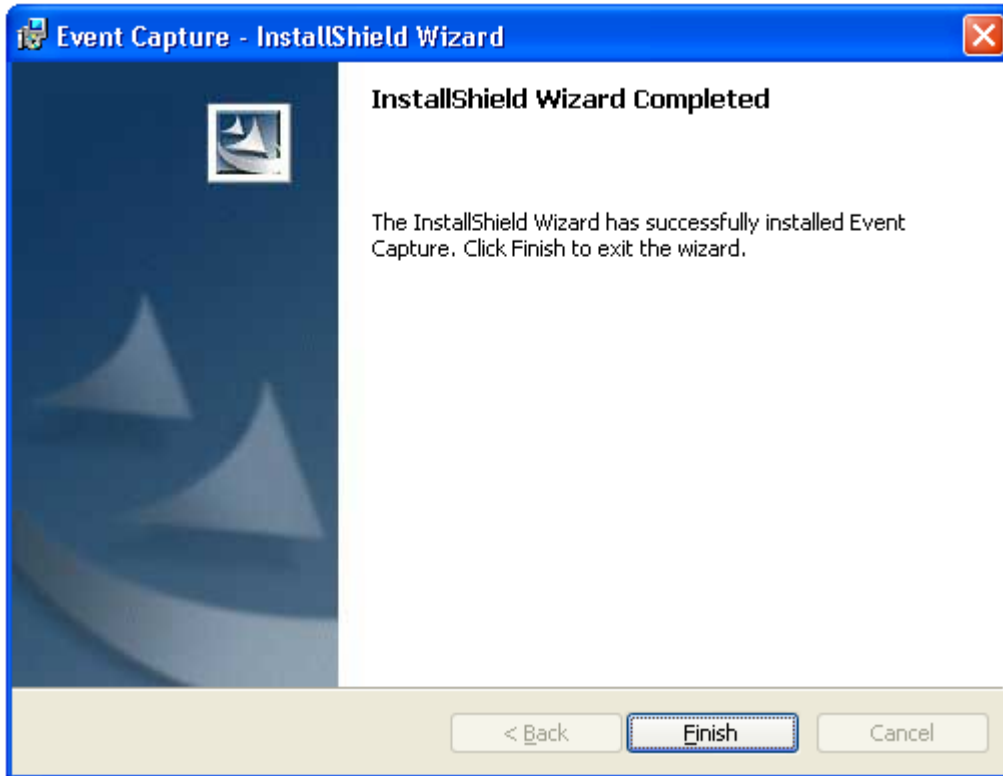 Event Capture - InstallShield Wizard
InstallShield Wizard Completed
The InstallShield Wizard has successfully installed Event
Capture. Click Finish to exit the wizard.
< Back Finish Cancel